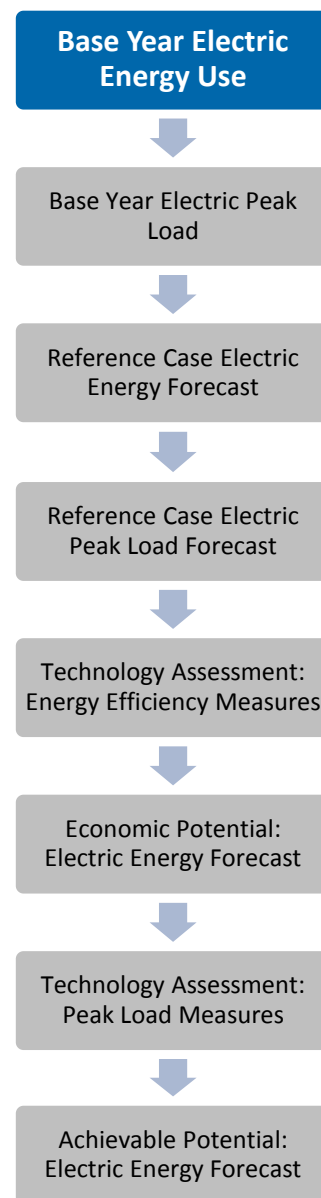 Base Year Electric
Energy Use
Base Year Electric Peak
Load
Reference Case Electric
Energy Forecast
Reference Case Electric
Peak Load Forecast
Technology Assessment:
Energy Efficiency Measures
Economic Potential:
Electric Energy Forecast
Technology Assessment:
Peak Load Measures
Achievable Potential:
Electric Energy Forecast